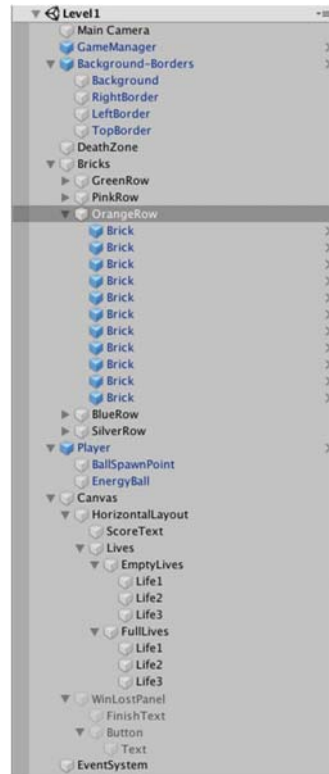 Level1
Main Camera
GameManager
Background-Borders
Background
RightBorder
LeftBorder
TopBorder
DeathZone
Bricks
GreenRow
PinkRow
OrangeRow
Brick
Brick
Brick
Brick
Brick
Brick
Brick
Brick
Brick
Brick
Brick
BlueRow
SilverRow
Player
BallSpawnPoint
EnergyBall
Canvas
HorizontalLayout
ScoreText
Lives
EmptyLives
Life1
Life2
Life3
FullLives
Life1
Life2
Life3
WinLostPanel
FinishText
Button
Text
EventSystem